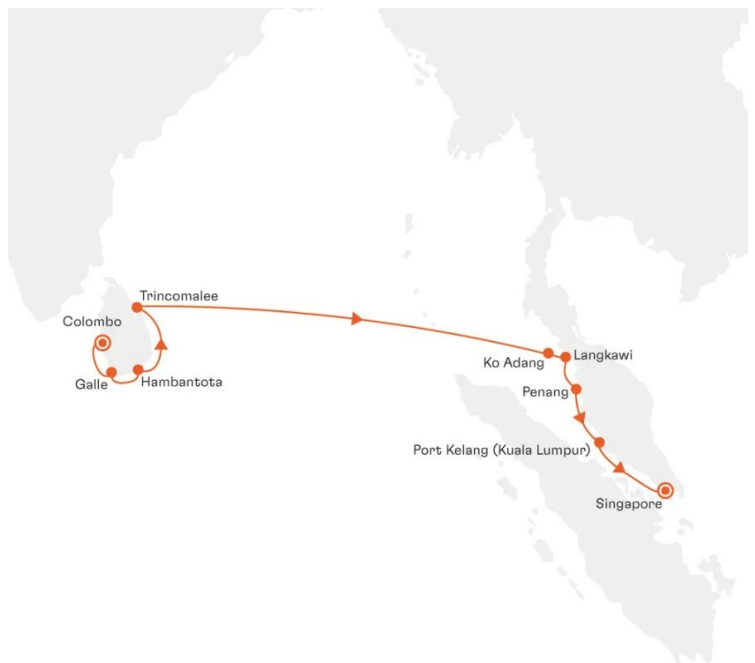 Trincomalee
Colombo
Galle
Hambantota
Ko Adang
Langkawi
Penang
Port Kelang (Kuala Lumpur)
Singapore